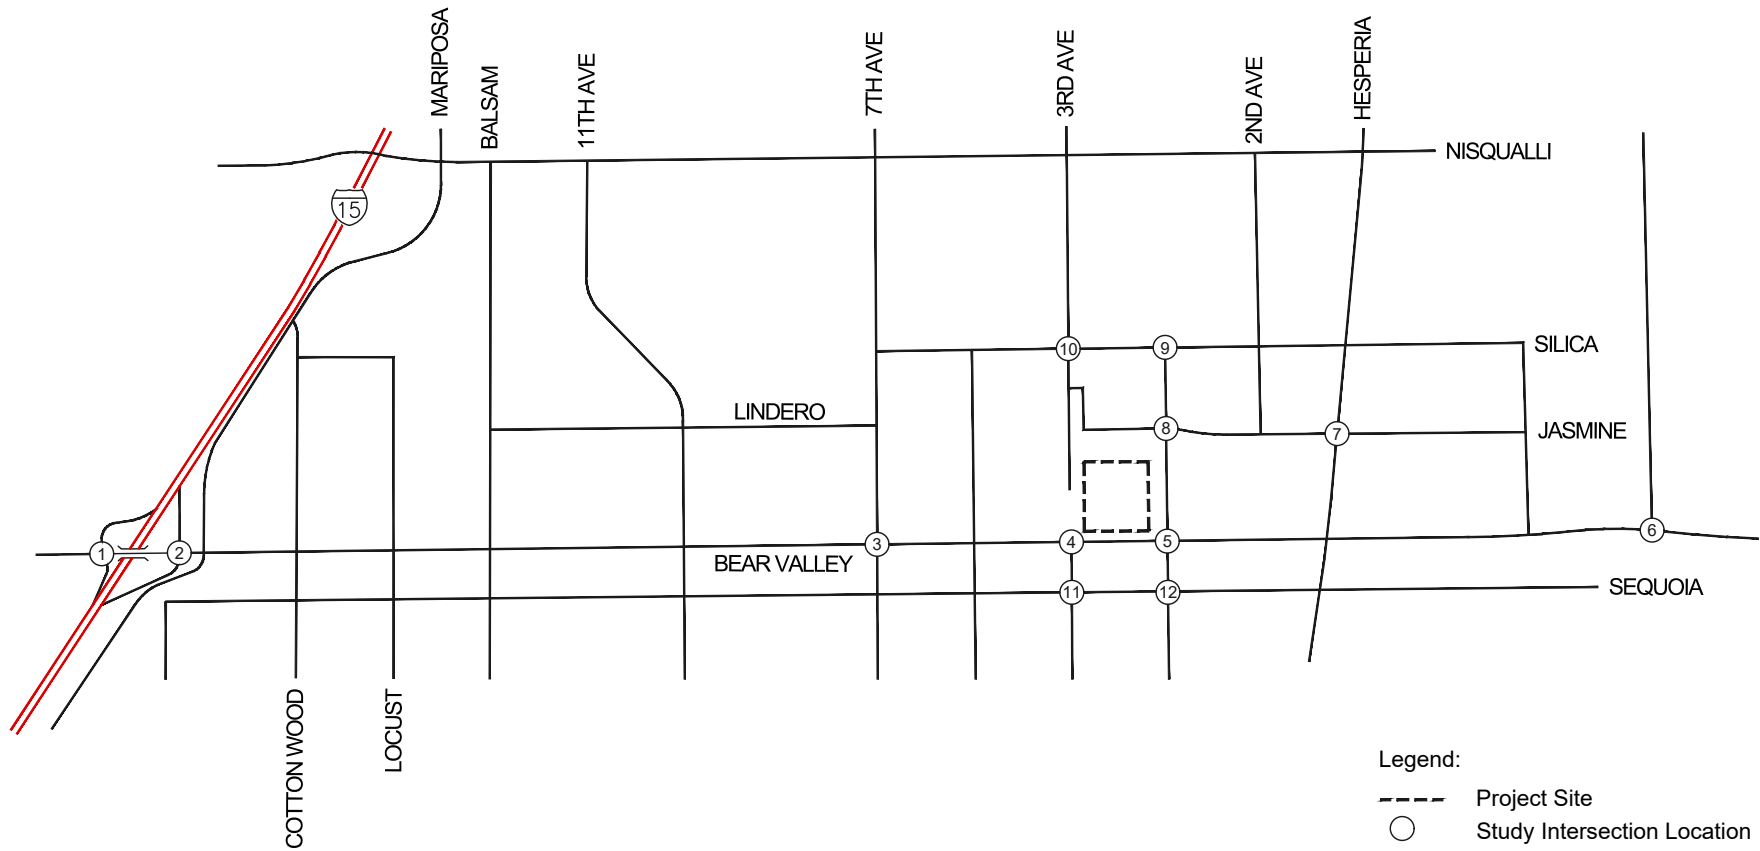 MARIPOSA
BALSAM
11TH AVE
7TH AVE
3RD AVE
2ND AVE
HESPERIA
NISQUALLI
15
10
9
SILICA
LINDERO
8
7
JASMINE
1
2
3
4
5
6
BEAR VALLEY
11
12
SEQUOIA
COTTON WOOD
LOCUST
Legend:
Project Site
Study Intersection Location